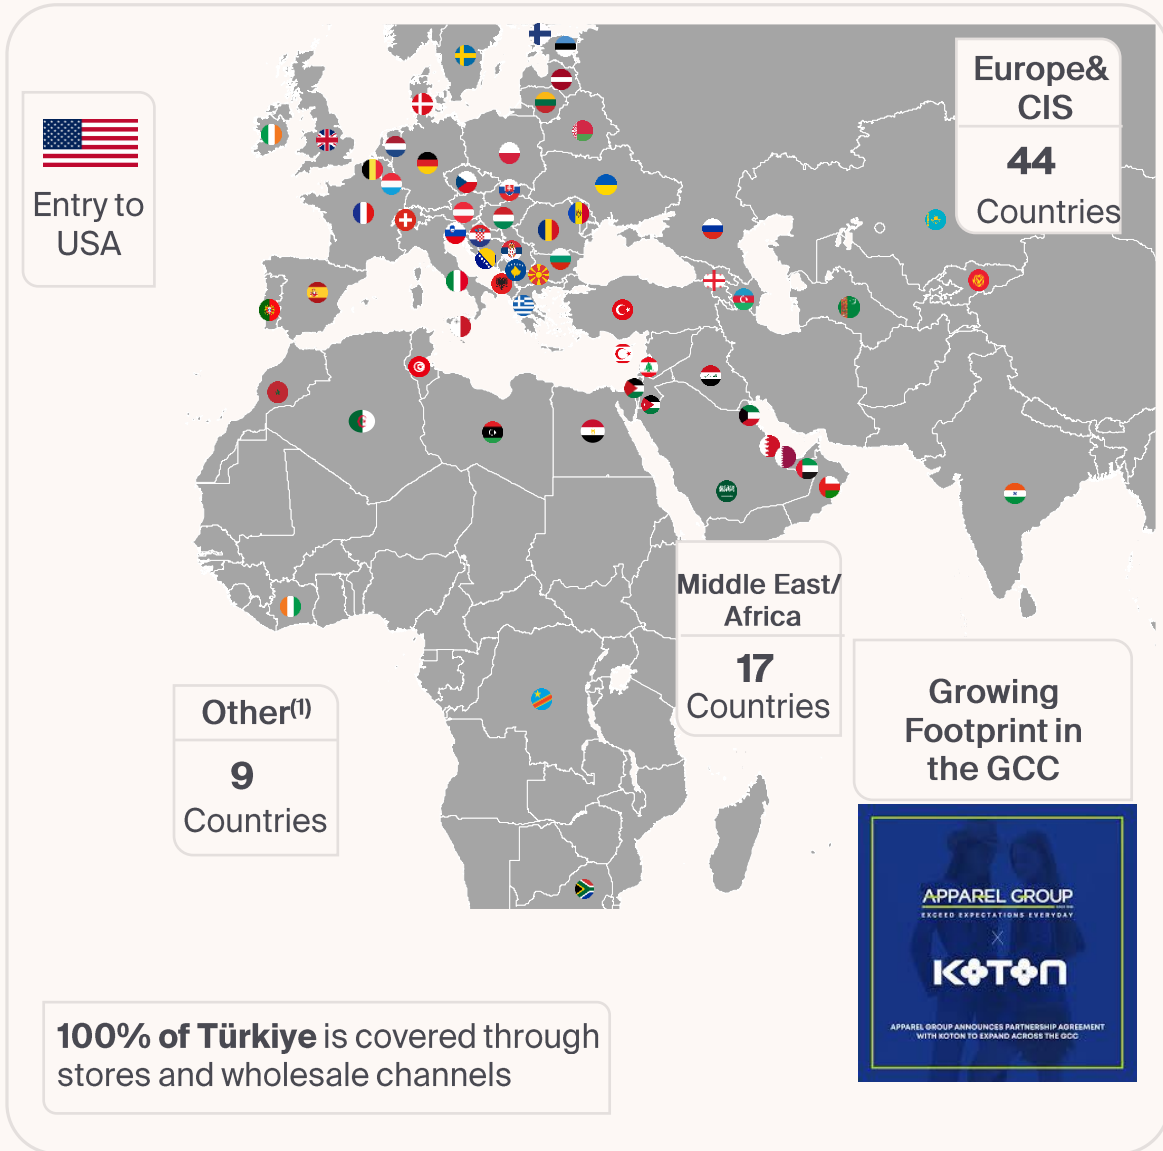 Europe&
CIS
44
Countries
Entry to
USA
Middle East/
Africa
17
Countries
Other(1)
9
Countries
Growing
Footprint in
the GCC
APPAREL GROUP
EXCEED EXPECTATIONS EVERYDAY
X
KOTON
APPAREL GROUP ANNOUNCES PARTNERSHIP AGREEMENT
WITH KOTON TO EXPAND ACROSS THE GCC
100% of Türkiye is covered through
stores and wholesale channels